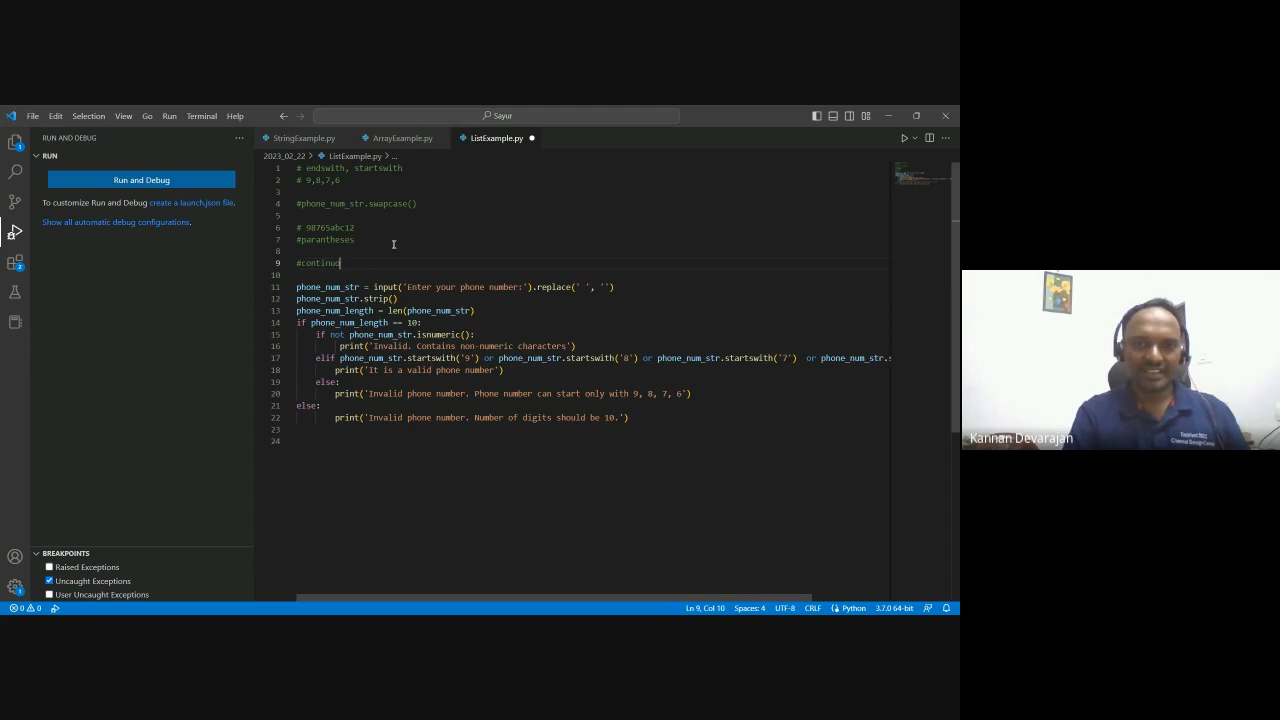 File Edit Selection View Go Run Terminal Help
Sayur
RUN AND DEBUG
StringExample.py ArrayExample.py ListExample.py
RUN
2023_02_22 > ListExample.py > ...
Run and Debug
To customize Run and Debug create a launch.json file.
Show all automatic debug configurations.
1 # endswith, startswith
2 # 9,8,7,6
3
4 #phone_num_str.swapcase()
5
6 # 98765abc12
7 #parantheses
8
9 #continuo
10
11 phone_num_str = input('Enter your phone number:').replace(' ', '')
12 phone_num_str.strip()
13 phone_num_length = len(phone_num_str)
14 if phone_num_length == 10:
15 if not phone_num_str.isnumeric():
16 print('Invalid. Contains non-numeric characters')
17 elif phone_num_str.startswith('9') or phone_num_str.startswith('8') or phone_num_str.startswith('7') or phone_num_str.s
18 print('It is a valid phone number')
19 else:
20 print('Invalid phone number. Phone number can start only with 9, 8, 7, 6')
21 else:
22 print('Invalid phone number. Number of digits should be 10.')
23
24
BREAKPOINTS
Raised Exceptions
Uncaught Exceptions
User Uncaught Exceptions
0 0
Ln 9, Col 10 Spaces: 4 UTF-8 CRLF Python 3.7.0 64-bit
Kannan Devarajan